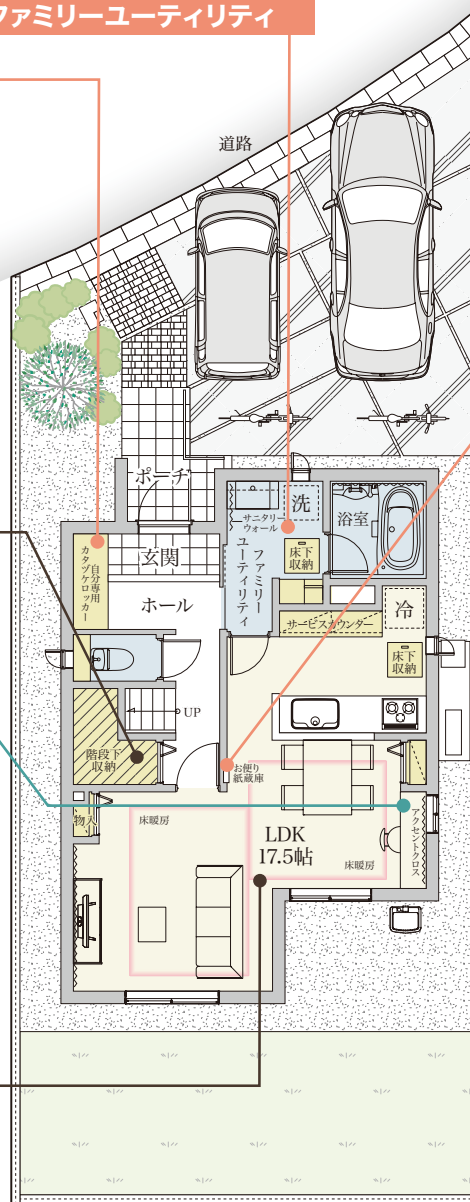 ファミリーユーティリティ
道路
ポーチ
玄関
ホール
自分専用
カタヅケロッカー
サニタリー
ウォール
洗
浴室
ファミリー
ユーティリティ
床下
収納
サービスカウンター
冷
床下
収納
UP
階段下
収納
お便り
紙蔵庫
物入
床暖房
LDK
17.5帖
床暖房
アクセントクロス